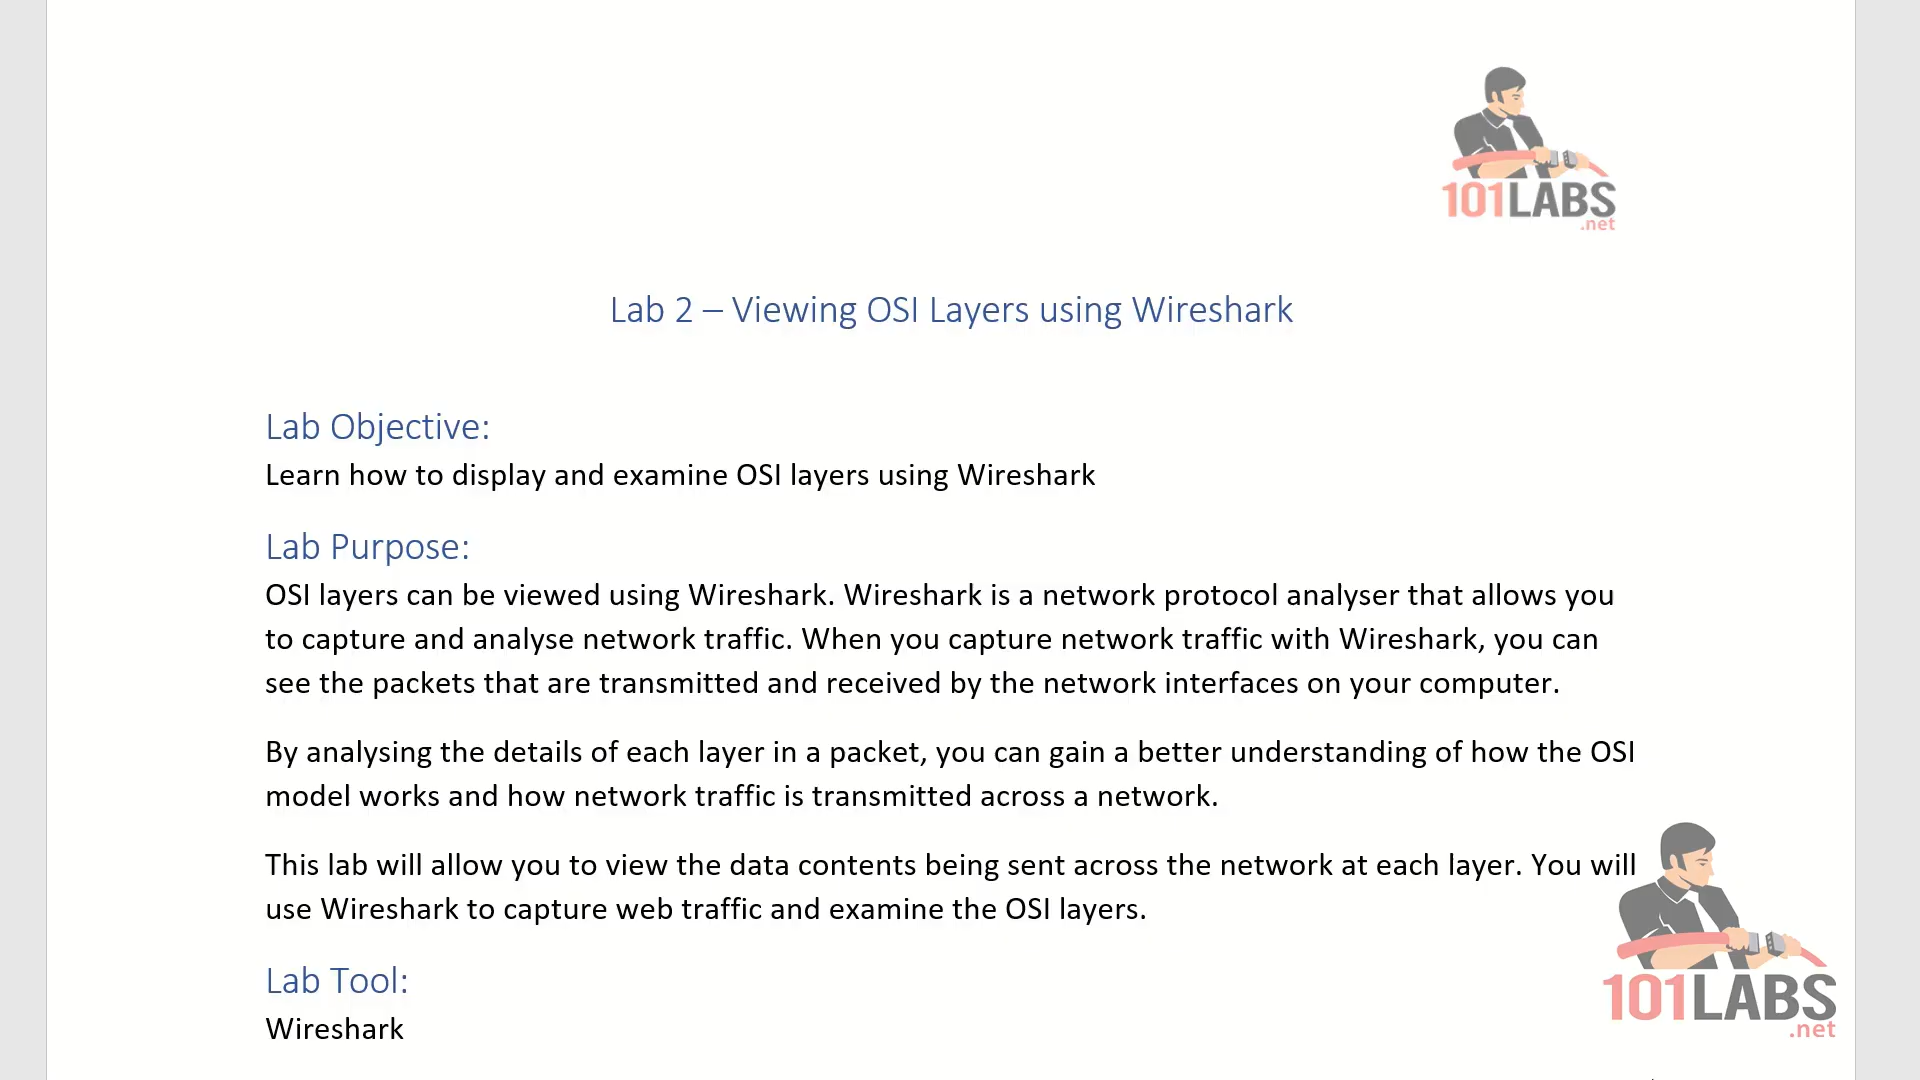 101LABS
.net
Lab 2 – Viewing OSI Layers using Wireshark
Lab Objective:
Learn how to display and examine OSI layers using Wireshark
Lab Purpose:
OSI layers can be viewed using Wireshark. Wireshark is a network protocol analyser that allows you
to capture and analyse network traffic. When you capture network traffic with Wireshark, you can
see the packets that are transmitted and received by the network interfaces on your computer.
By analysing the details of each layer in a packet, you can gain a better understanding of how the OSI
model works and how network traffic is transmitted across a network.
This lab will allow you to view the data contents being sent across the network at each layer. You will
use Wireshark to capture web traffic and examine the OSI layers.
Lab Tool:
Wireshark
101LABS
.net